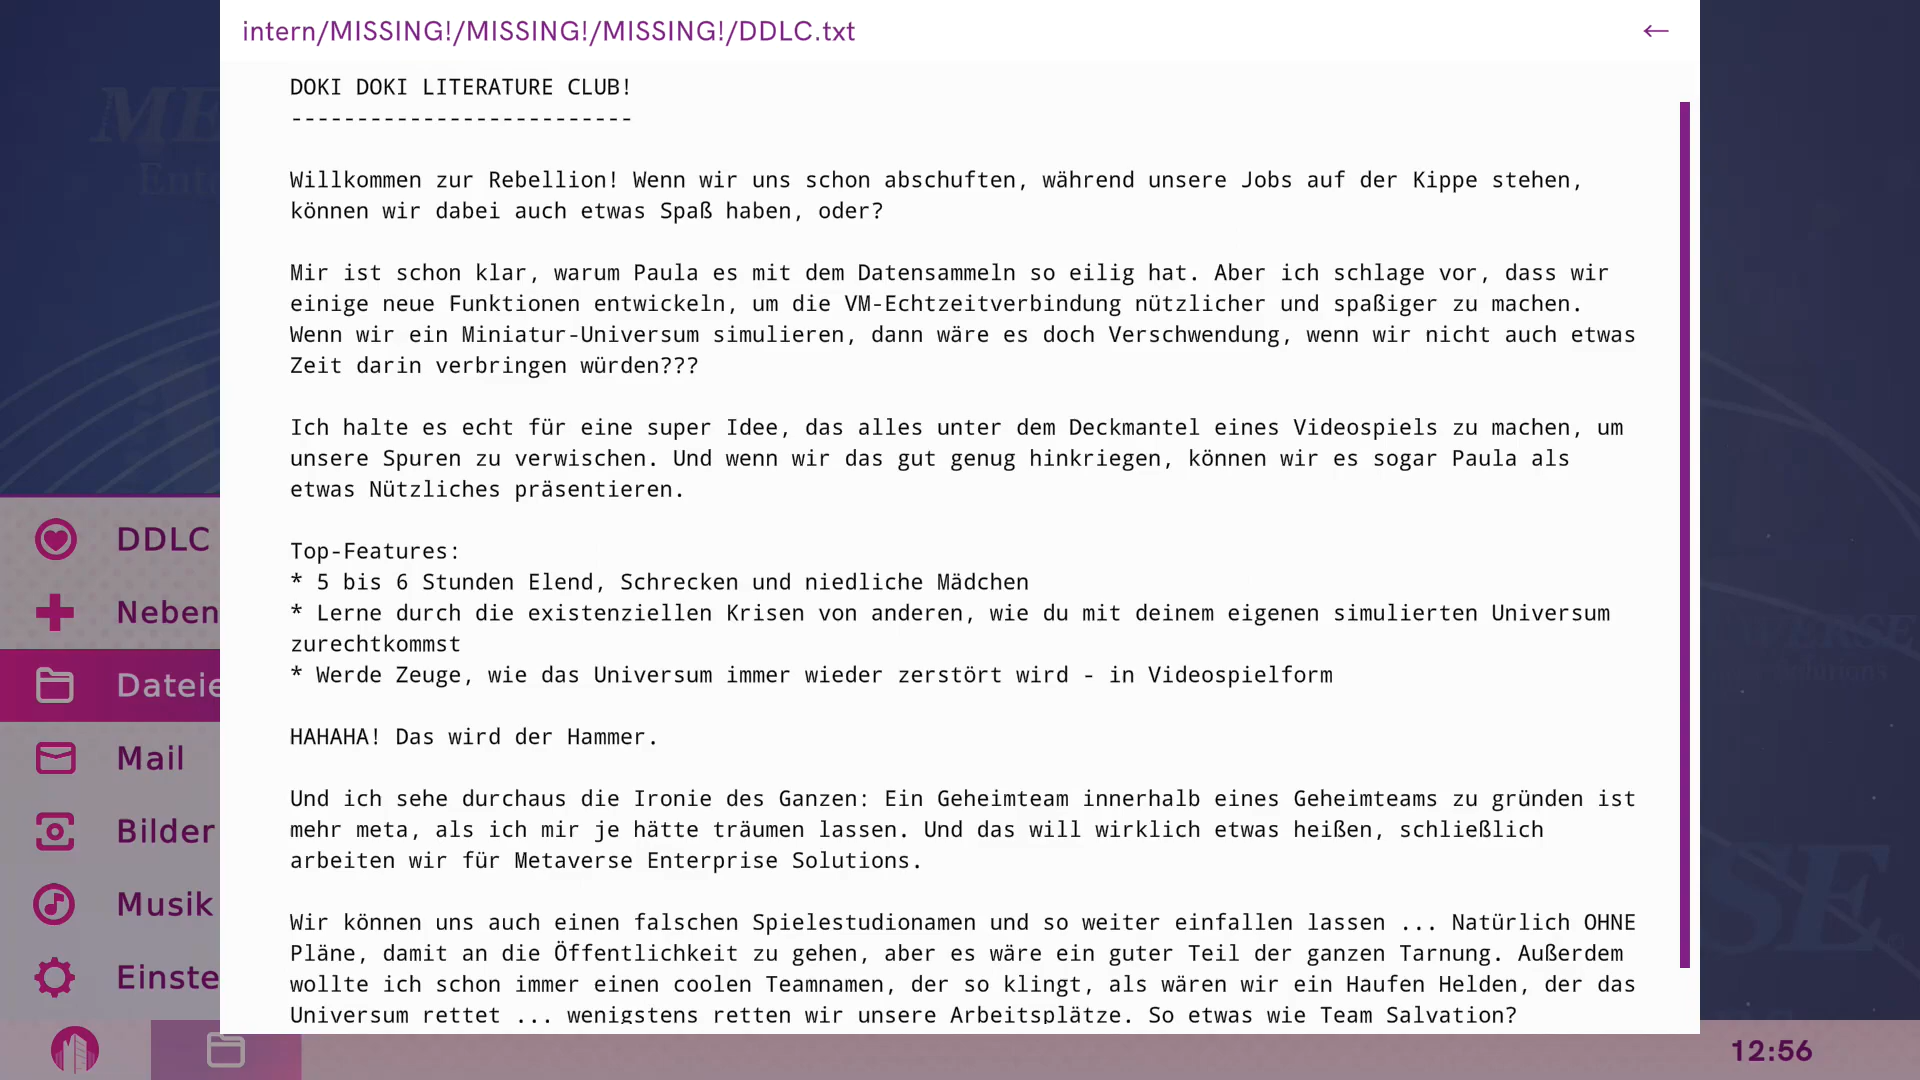 intern/MISSING!/MISSING!/MISSING!/DDLC.txt
←
DOKI DOKI LITERATURE CLUB!
--------------------------
Willkommen zur Rebellion! Wenn wir uns schon abschuften, während unsere Jobs auf der Kippe stehen,
können wir dabei auch etwas Spaß haben, oder?
Mir ist schon klar, warum Paula es mit dem Datensammeln so eilig hat. Aber ich schlage vor, dass wir
einige neue Funktionen entwickeln, um die VM-Echtzeitverbindung nützlicher und spaßiger zu machen.
Wenn wir ein Miniatur-Universum simulieren, dann wäre es doch Verschwendung, wenn wir nicht auch etwas
Zeit darin verbringen würden???
Ich halte es echt für eine super Idee, das alles unter dem Deckmantel eines Videospiels zu machen, um
unsere Spuren zu verwischen. Und wenn wir das gut genug hinkriegen, können wir es sogar Paula als
etwas Nützliches präsentieren.
Top-Features:
* 5 bis 6 Stunden Elend, Schrecken und niedliche Mädchen
* Lerne durch die existenziellen Krisen von anderen, wie du mit deinem eigenen simulierten Universum
zurechtkommst
* Werde Zeuge, wie das Universum immer wieder zerstört wird - in Videospielform
HAHAHA! Das wird der Hammer.
Und ich sehe durchaus die Ironie des Ganzen: Ein Geheimteam innerhalb eines Geheimteams zu gründen ist
mehr meta, als ich mir je hätte träumen lassen. Und das will wirklich etwas heißen, schließlich
arbeiten wir für Metaverse Enterprise Solutions.
Wir können uns auch einen falschen Spielestudionamen und so weiter einfallen lassen ... Natürlich OHNE
Pläne, damit an die Öffentlichkeit zu gehen, aber es wäre ein guter Teil der ganzen Tarnung. Außerdem
wollte ich schon immer einen coolen Teamnamen, der so klingt, als wären wir ein Haufen Helden, der das
Universum rettet ... wenigstens retten wir unsere Arbeitsplätze. So etwas wie Team Salvation?
DDLC
Neben
Dateie
Mail
Bilder
Musik
Einste
12:56